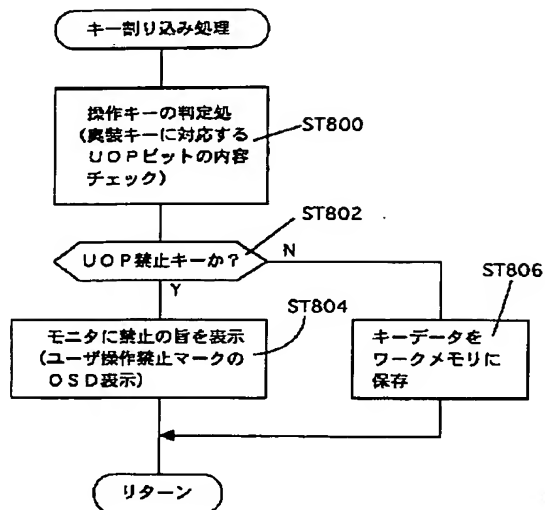 キー割り込み処理
操作キーの判定処
(実装キーに対応する
UOPビットの内容
チェック)
ST800
ST802
UOP禁止キーか?
N
Y
ST804
ST806
モニタに禁止の旨を表示
(ユーザ操作禁止マークの
OSD表示)
キーデータを
ワークメモリに
保存
リターン